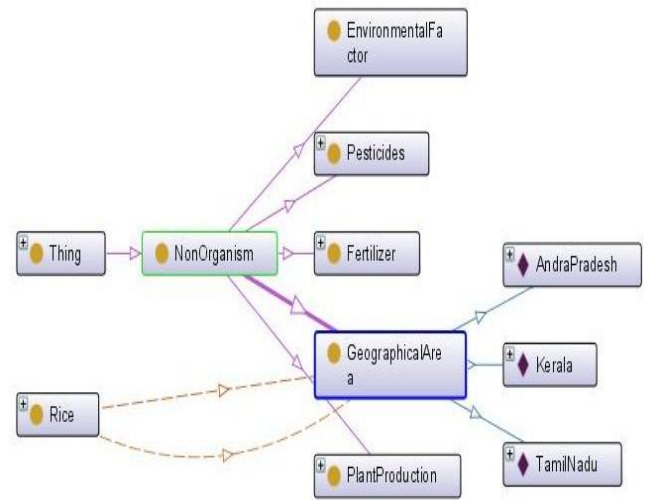 EnvironmentalFa
ctor
Pesticides
Thing
NonOrganism
Fertilizer
AndraPradesh
GeographicalAre
a
Kerala
Rice
PlantProduction
TamilNadu